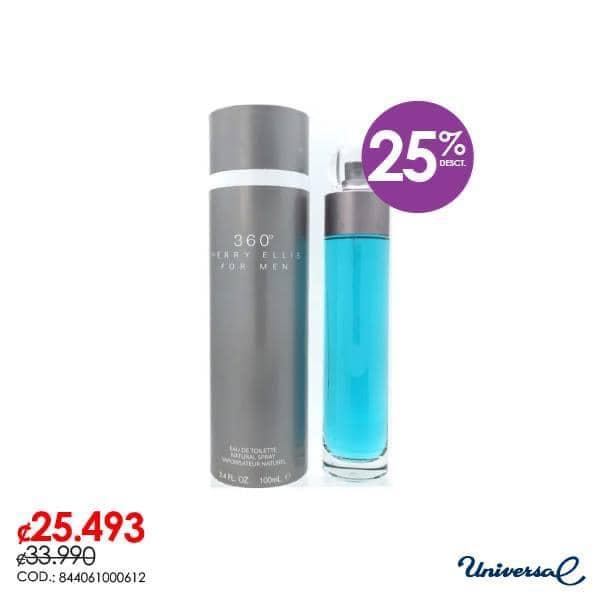 25% DESCT.
360°
PERRY ELLIS
FOR MEN
EAU DE TOILETTE
NATURAL SPRAY
VAPORISATEUR NATUREL
3.4 FL. OZ 100mL e
₡25.493
₡33.990
COD.: 844061000612
Universal